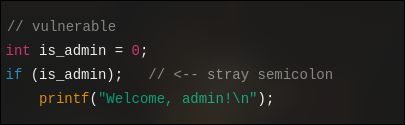 // vulnerable
int is_admin = 0;
if (is_admin);   // <-- stray semicolon
    printf("Welcome, admin!\n");